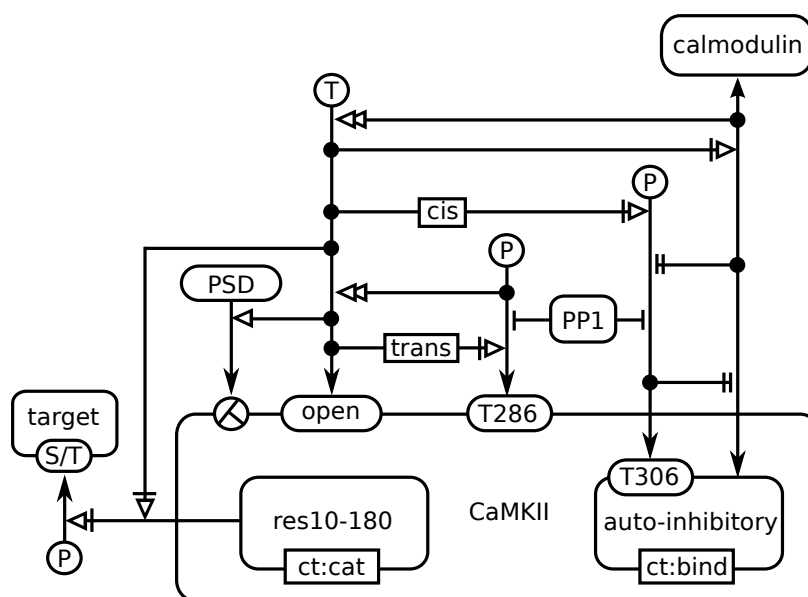 calmodulin
T
P
cis
P
PSD
PP1
trans
target
open
T286
S/T
T306
res10-180
CaMKII
auto-inhibitory
P
ct:cat
ct:bind